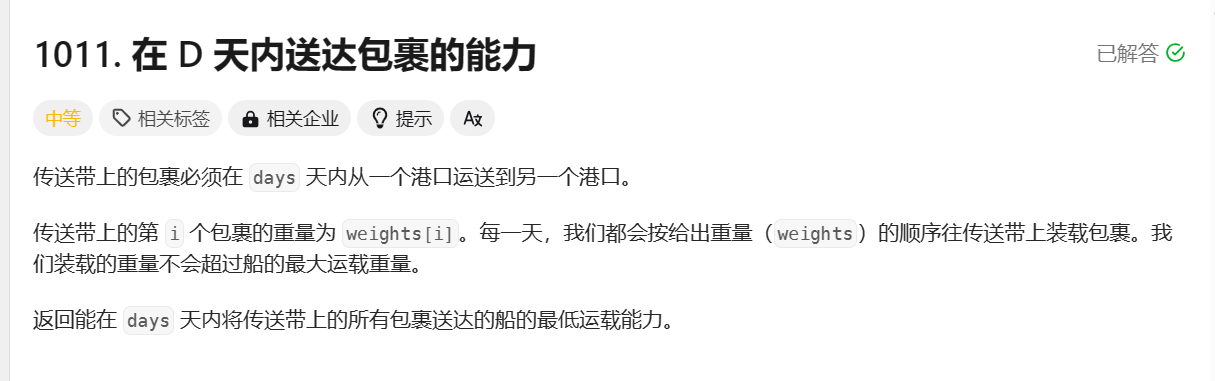 1011. 在 D 天内送达包裹的能力
已解答
中等 相关标签 相关企业 提示
传送带上的包裹必须在 days 天内从一个港口运送到另一个港口。
传送带上的第 i 个包裹的重量为 weights[i]。每一天，我们都会按给出重量（weights）的顺序往传送带上装载包裹。我
们装载的重量不会超过船的最大运载重量。
返回能在 days 天内将传送带上的所有包裹送达的船的最低运载能力。